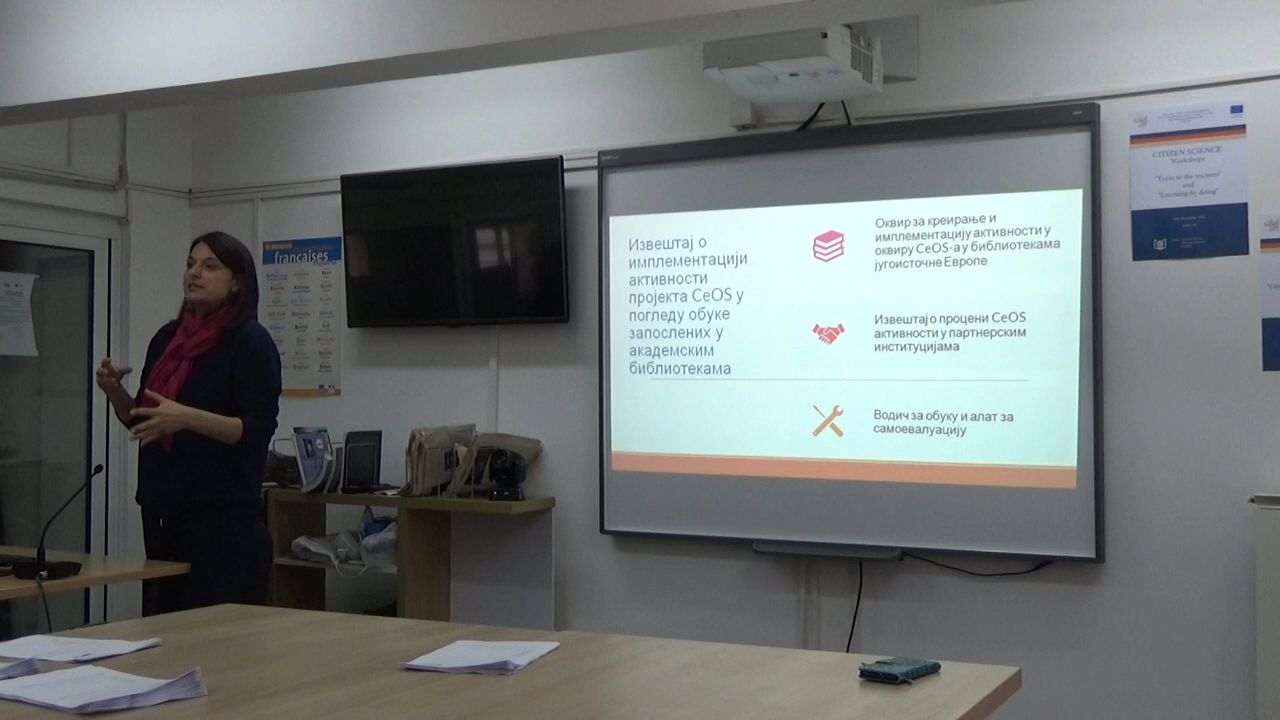 Извештај о
имплементацији
активности
пројекта CeOS у
погледу обуке
запослених у
академским
библиотекама
Оквир за креирање и
имплементацију активности у
оквиру CeOS-а у библиотекама
југоисточне Европе
Извештај о процени CeOS
активности у партнерским
институцијама
Водич за обуку и алат за
самоевалуацију
françaises
CITIZEN SCIENCE
Workshops
"Train to the trainers"
and
"Learning by doing"